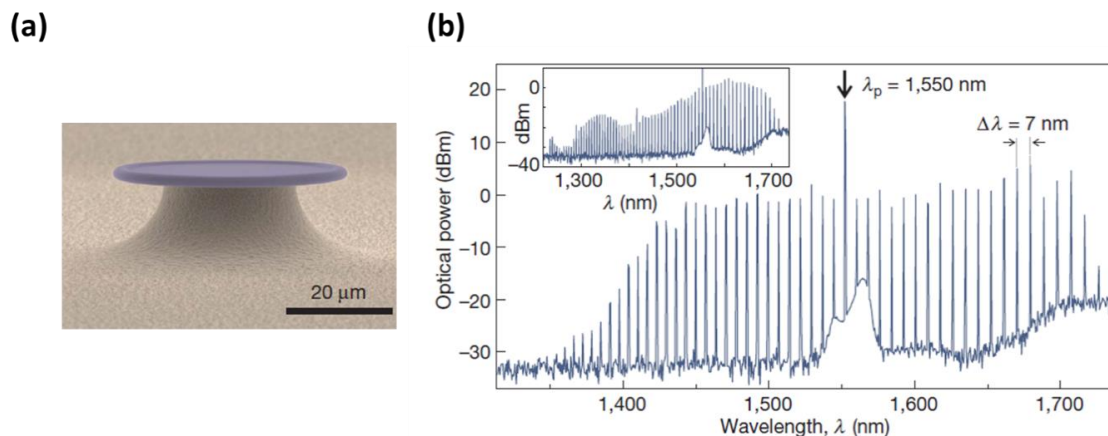 (a)
20 μm
(b)
Optical power (dBm)
20
10
0
−10
−20
−30
1,400
1,500
1,600
1,700
Wavelength, λ (nm)
λp = 1,550 nm
Δλ = 7 nm
dBm
0
−40
1,300
1,500
1,700
λ (nm)